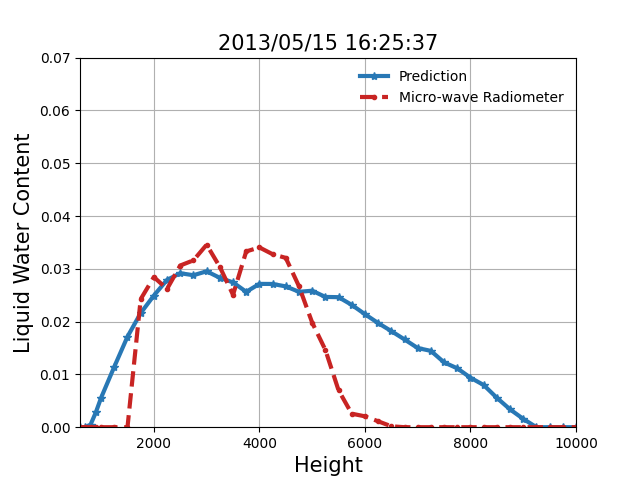 2013/05/15 16:25:37
0.07
0.06
0.05
0.04
0.03
0.02
0.01
0.00
Liquid Water Content
Prediction
Micro-wave Radiometer
2000 4000 6000 8000 10000
Height